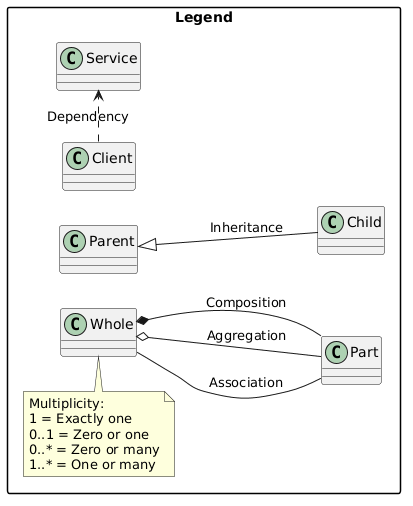 Legend
C Service
Dependency
C Client
C Parent
Inheritance
C Child
C Whole
Composition
Aggregation
Association
C Part
Multiplicity:
1 = Exactly one
0..1 = Zero or one
0..* = Zero or many
1..* = One or many